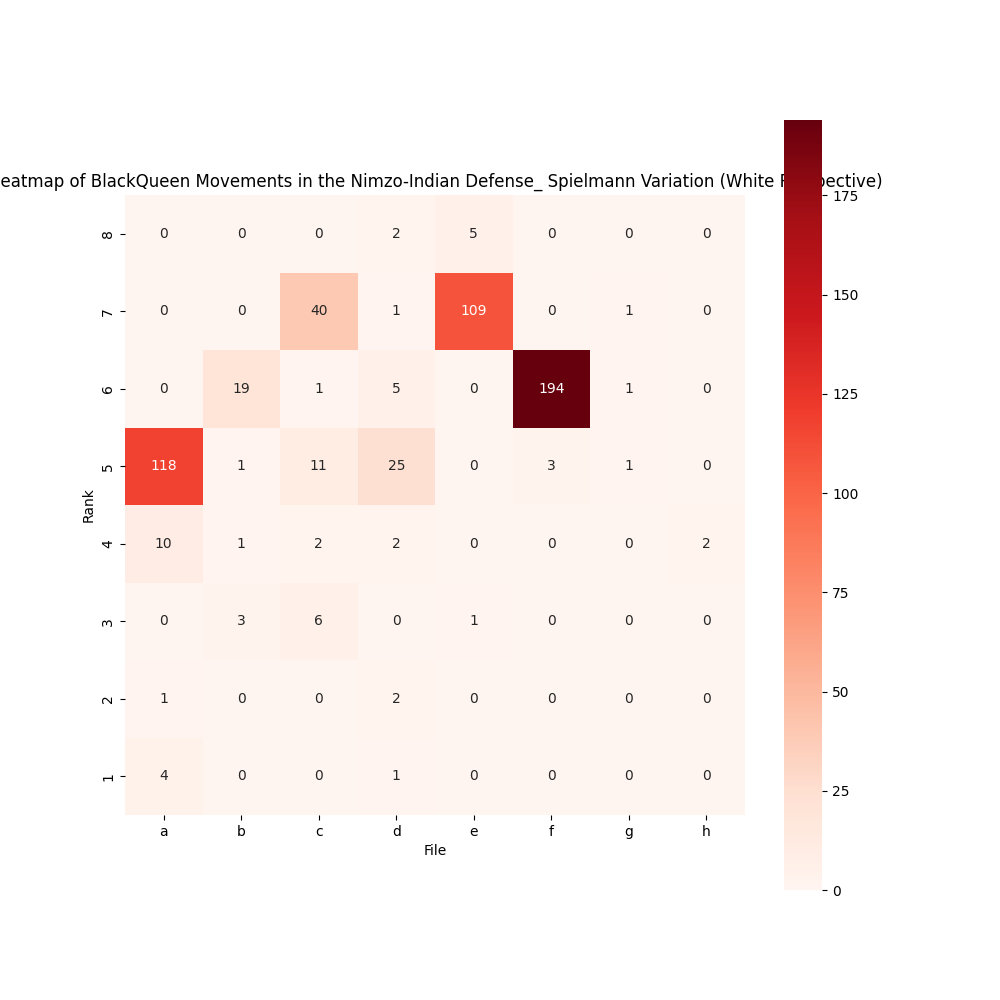 eatmap of BlackQueen Movements in the Nimzo-Indian Defense_ Spielmann Variation (White pective)
8 0 0 0 2 5 0 0 0
175
7 0 0 40 1 109 0 1 0
150
6 0 19 1 5 0 194 1 0
125
5 118 1 11 25 0 3 1 0
100
Rank
4 10 1 2 2 0 0 0 2
75
3 0 3 6 0 1 0 0 0
50
2 1 0 0 2 0 0 0 0
25
1 4 0 0 1 0 0 0 0
a b c d e f g h
File
0